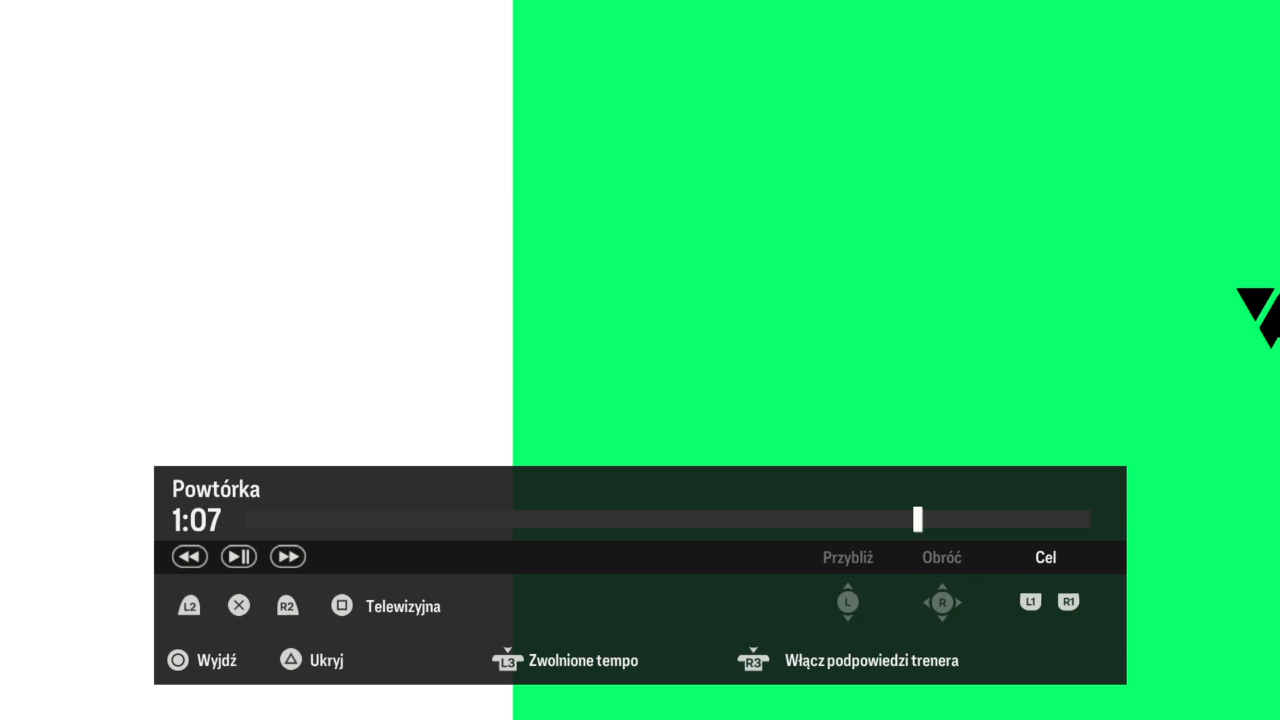 Powtórka
1:07
Przybliż Obróć Cel
L2 R2 Telewizyjna L R L1 R1
Wyjdź Ukryj L3 Zwolnione tempo R3 Włącz podpowiedzi trenera